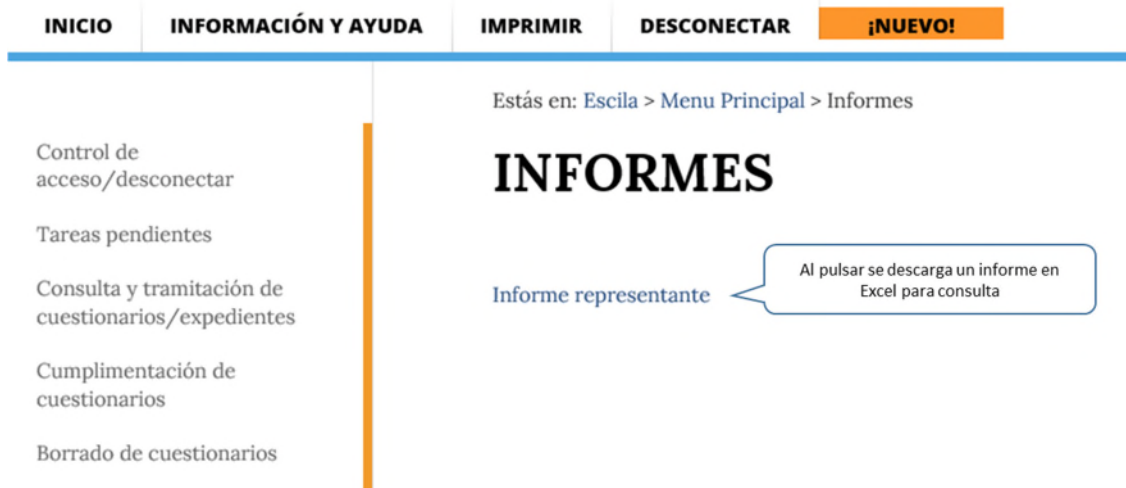 INICIO INFORMACIÓN Y AYUDA IMPRIMIR DESCONECTAR ¡NUEVO!
Estás en: Escila > Menu Principal > Informes
Control de
acceso/desconectar
Tareas pendientes
Consulta y tramitación de
cuestionarios/expedientes
Cumplimentación de
cuestionarios
Borrado de cuestionarios
INFORMES
Informe representante
Al pulsar se descarga un informe en
Excel para consulta